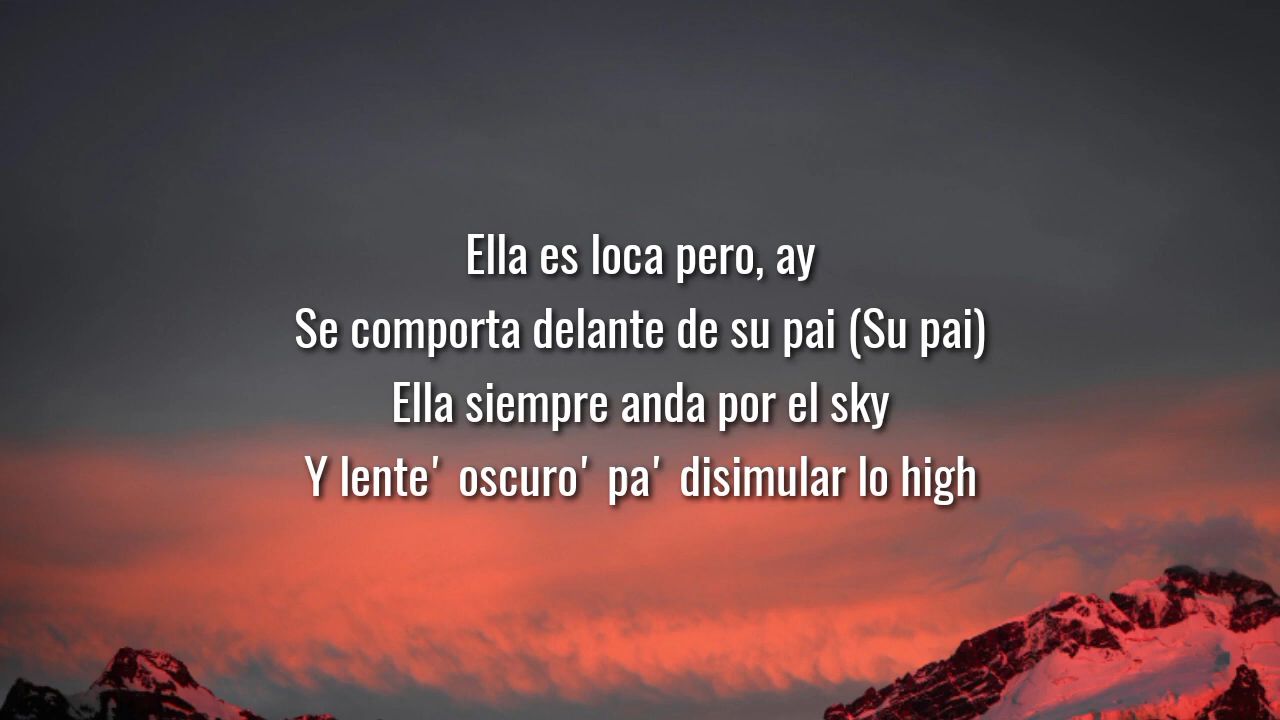 Ella es loca pero, ay
Se comporta delante de su pai (Su pai)
Ella siempre anda por el sky
Y lente' oscuro' pa' disimular lo high